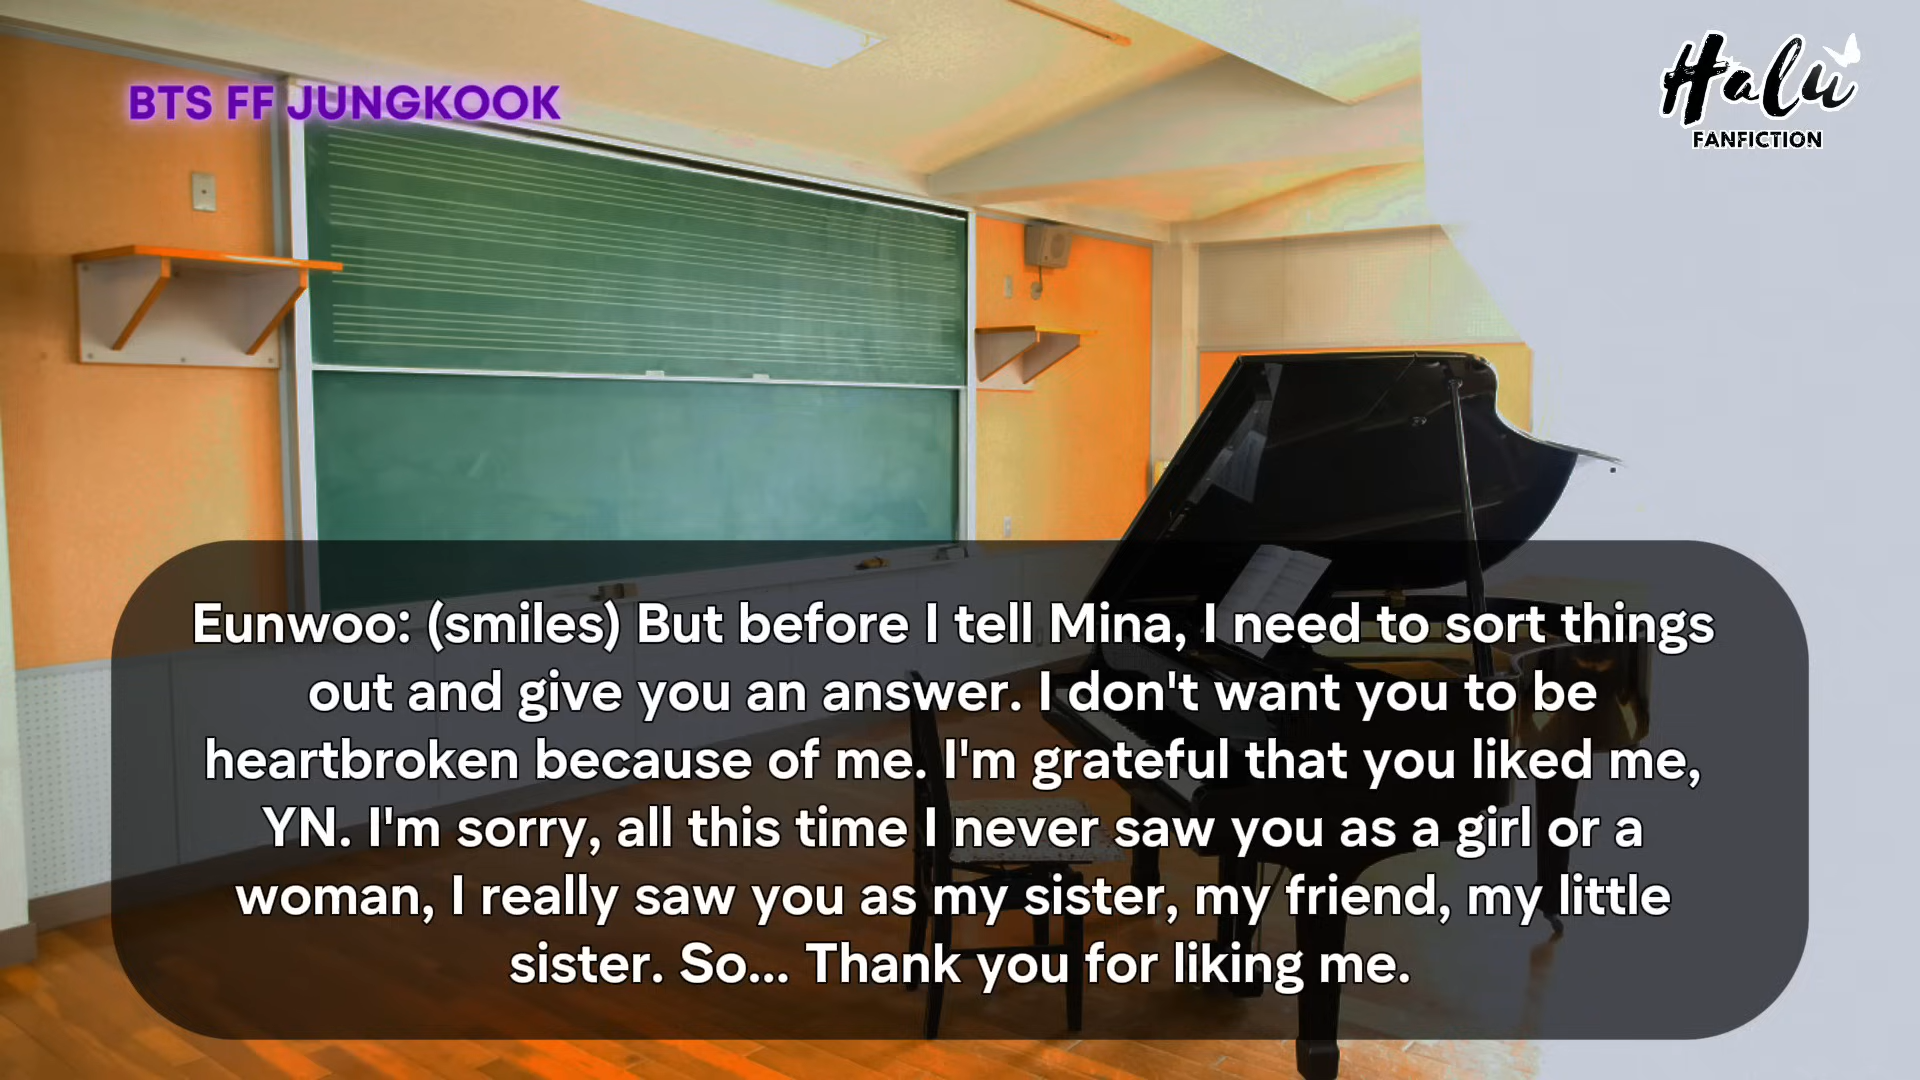 BTS FF JUNGKOOK
Halu
FANFICTION
Eunwoo: (smiles) But before I tell Mina, I need to sort things
out and give you an answer. I don't want you to be
heartbroken because of me. I'm grateful that you liked me,
YN. I'm sorry, all this time I never saw you as a girl or a
woman, I really saw you as my sister, my friend, my little
sister. So... Thank you for liking me.